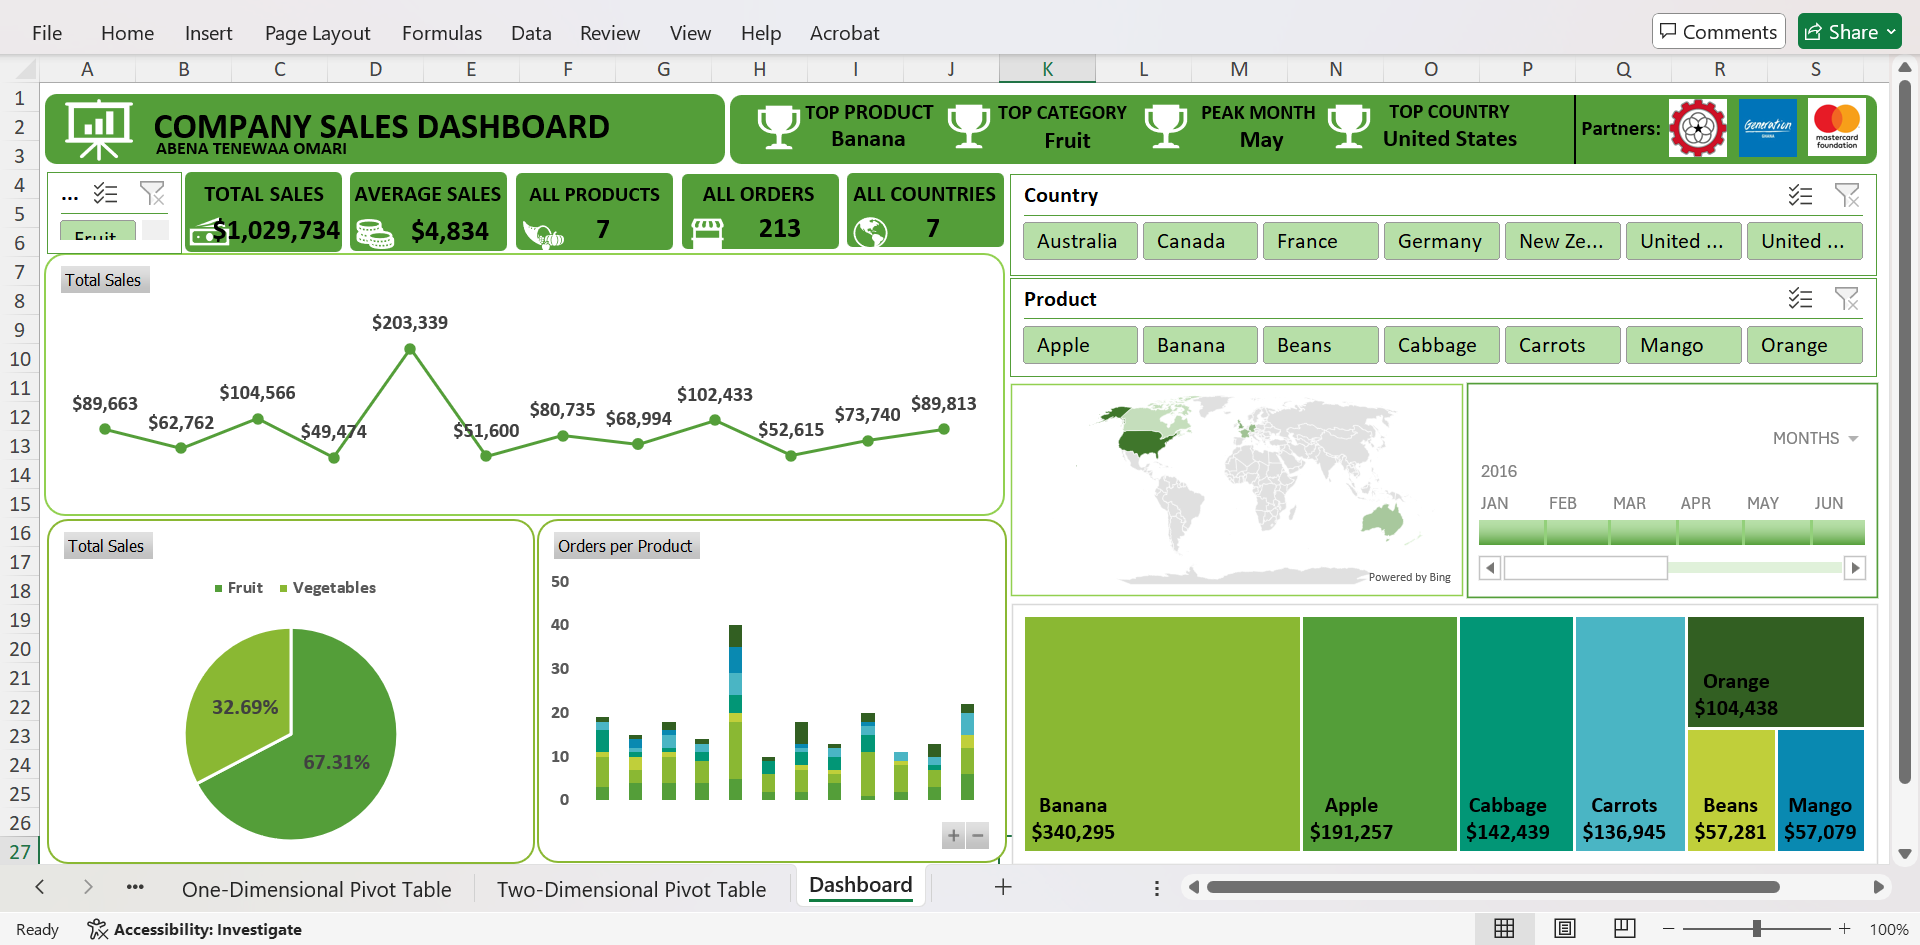 File Home Insert Page Layout Formulas Data Review View Help Acrobat Comments Share
A B C D E F G H I J K L M N O P Q R S
1
2
3
4
5
6
7
8
9
10
11
12
13
14
15
16
17
18
19
20
21
22
23
24
25
26
27
COMPANY SALES DASHBOARD
ABENA TENEWAA OMARI
TOP PRODUCT
Banana
TOP CATEGORY
Fruit
PEAK MONTH
May
TOP COUNTRY
United States
Partners:
Generation
GHANA
mastercard
foundation
...
Fruit
TOTAL SALES
$1,029,734
AVERAGE SALES
$4,834
ALL PRODUCTS
7
ALL ORDERS
213
ALL COUNTRIES
7
Country
Australia Canada France Germany New Ze... United ... United ...
Product
Apple Banana Beans Cabbage Carrots Mango Orange
Total Sales
$89,663 $62,762 $104,566 $49,474 $203,339 $51,600 $80,735 $68,994 $102,433 $52,615 $73,740 $89,813
Powered by Bing
MONTHS
2016
JAN FEB MAR APR MAY JUN
Total Sales
Fruit Vegetables
32.69%
67.31%
Orders per Product
50
40
30
20
10
0
+ −
Banana
$340,295
Apple
$191,257
Cabbage
$142,439
Carrots
$136,945
Orange
$104,438
Beans
$57,281
Mango
$57,079
... One-Dimensional Pivot Table Two-Dimensional Pivot Table Dashboard +
Ready Accessibility: Investigate − + 100%